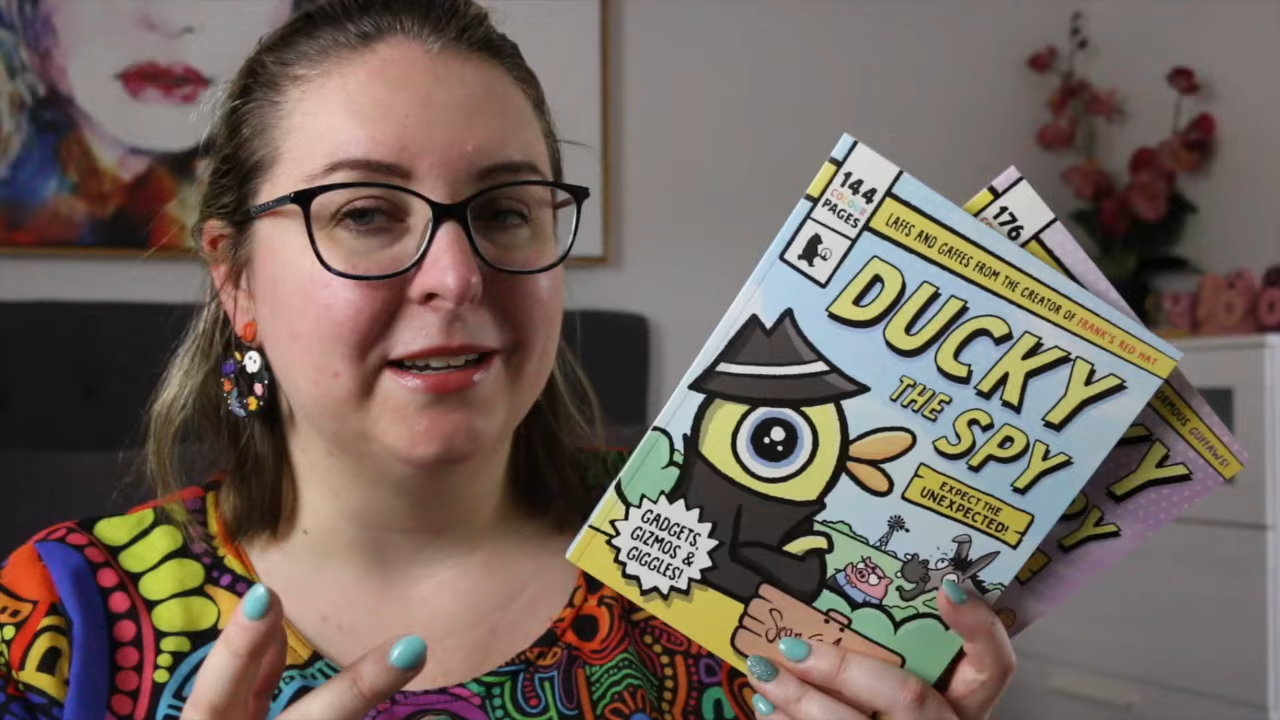 144
COLOUR
PAGES
LAFFS AND GAFFES FROM THE CREATOR OF FRANK'S RED HAT
DUCKY
THE SPY
EXPECT THE
UNEXPECTED!
GADGETS,
GIZMOS &
GIGGLES!
Sean
176
GUFFAWS!